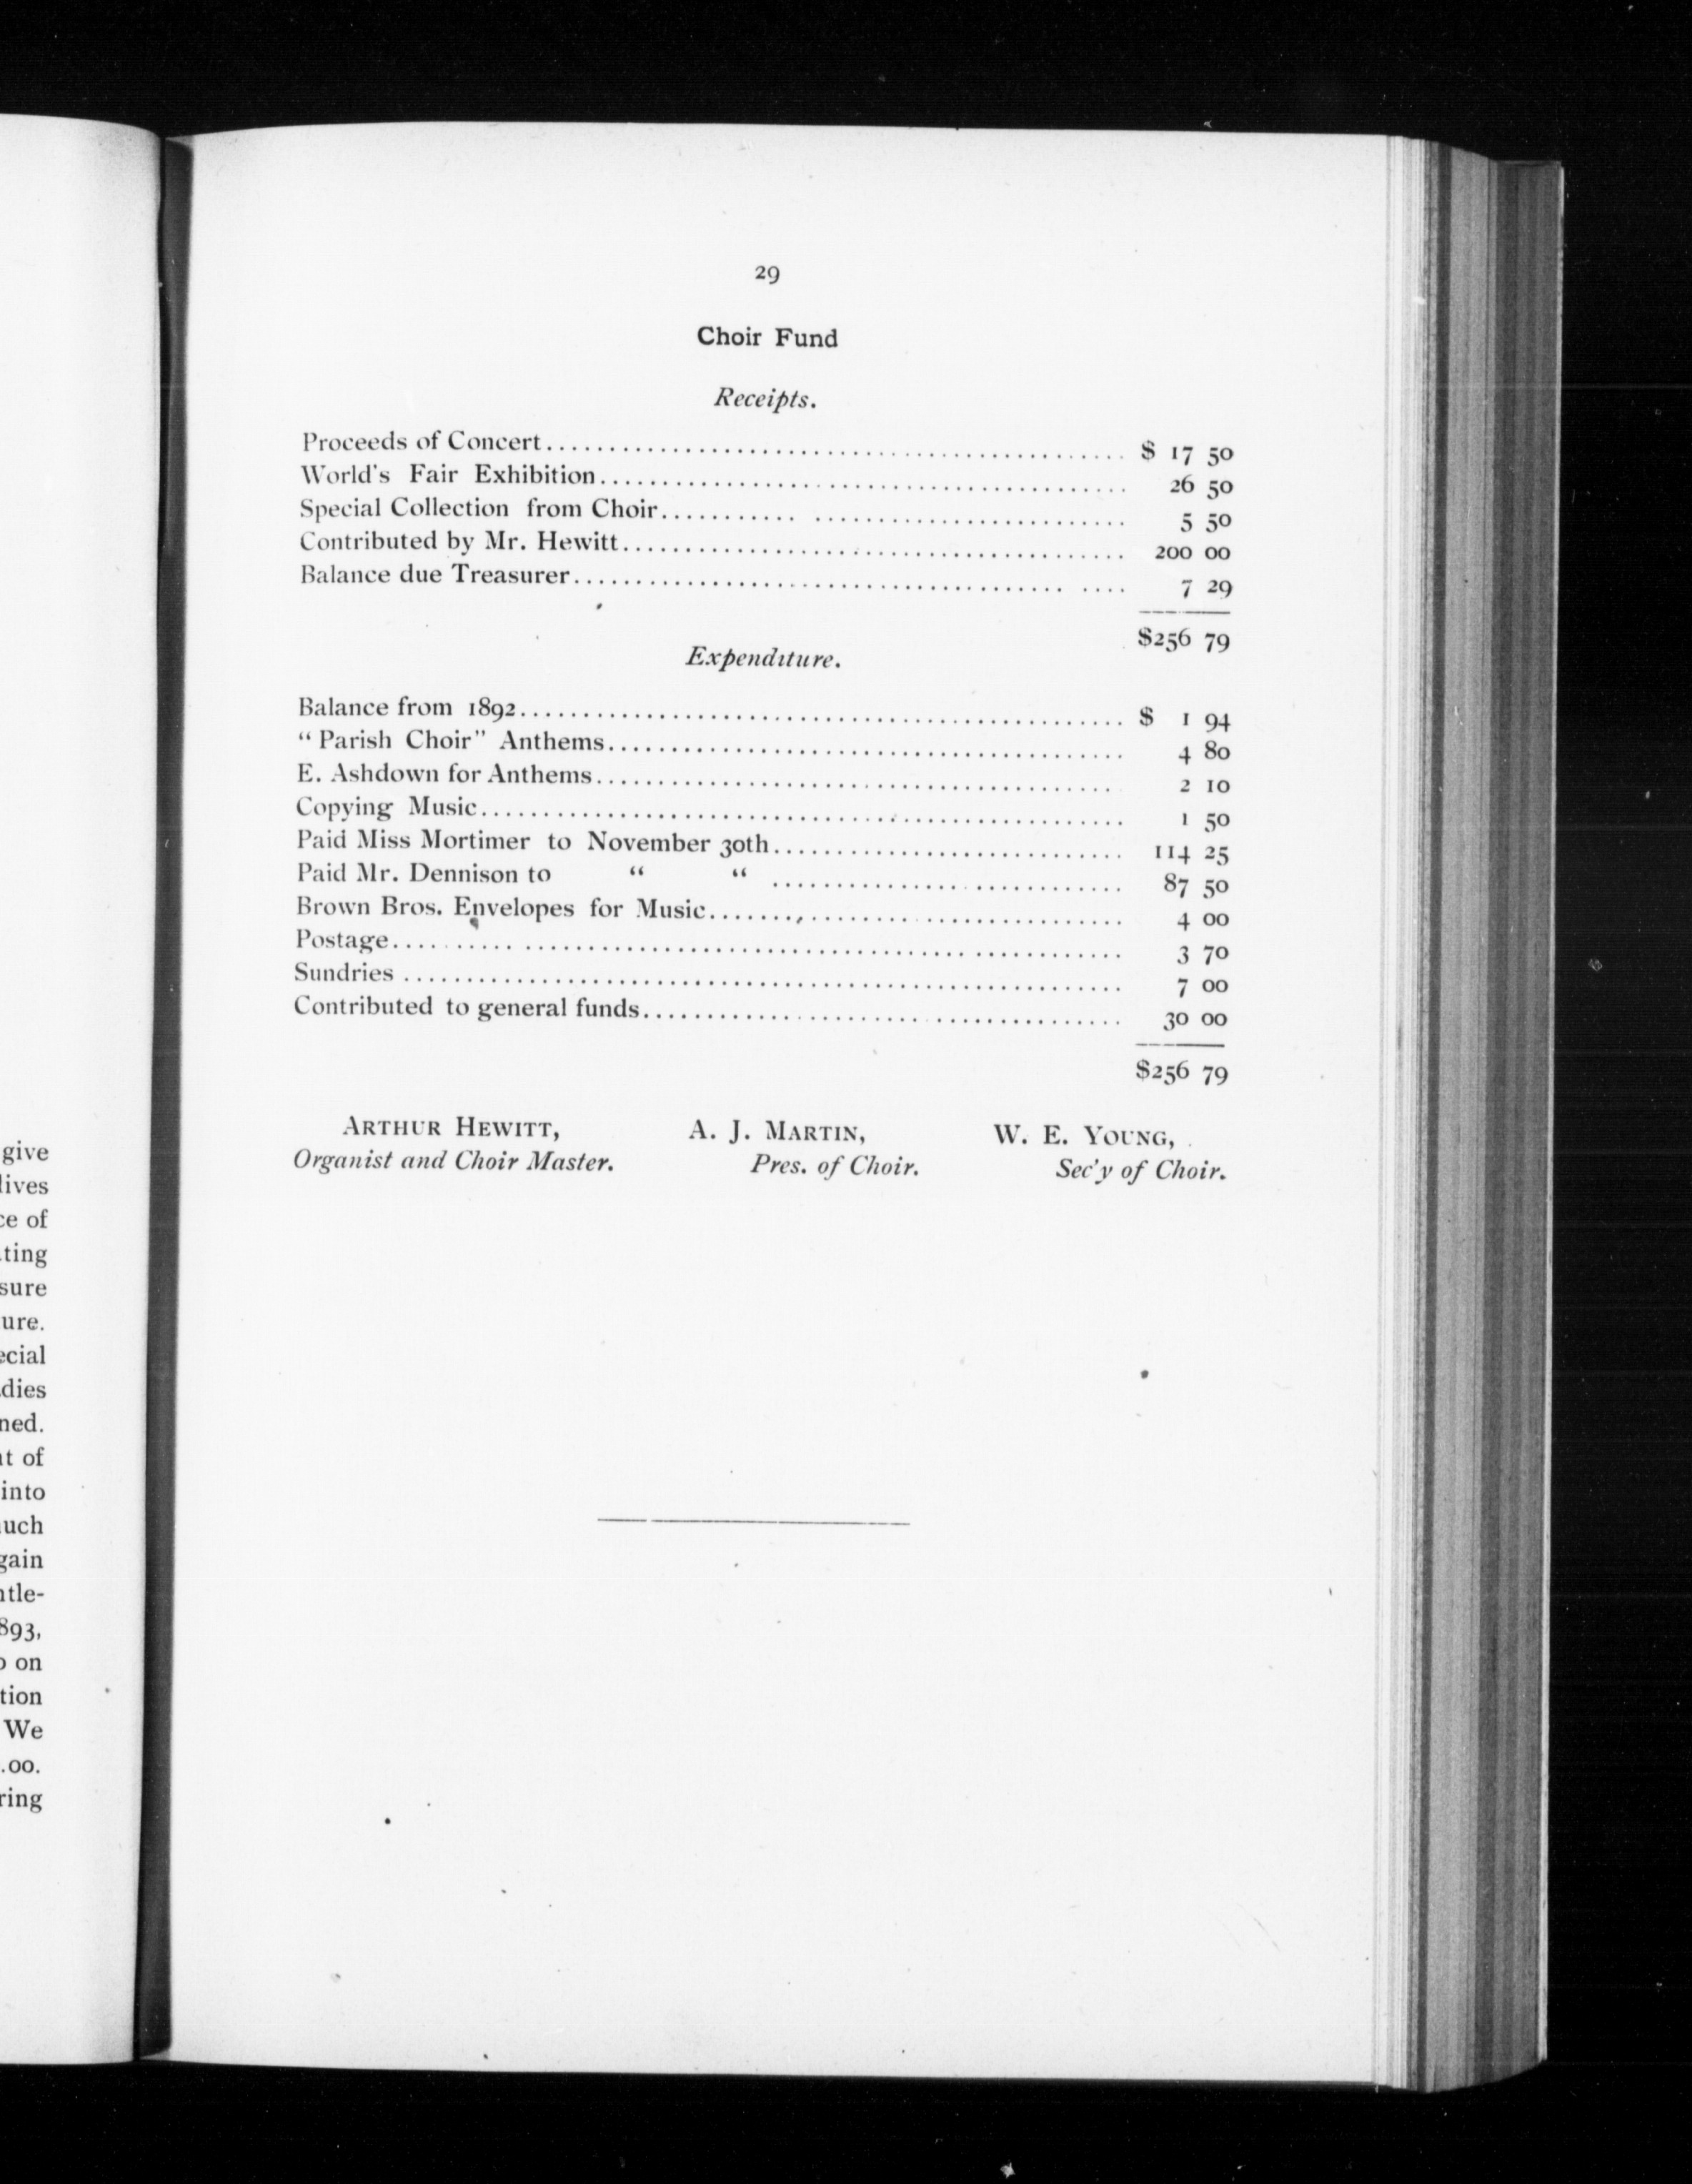 give
lives
ce of
ting
sure
ure.
ecial
dies
ned.
t of
into
uch
gain
tle-
893,
on
tion
We
.00.
ring
29
Choir Fund
Receipts.
Proceeds of Concert........................................ $ 17 50
World's Fair Exhibition........................................ 26 50
Special Collection from Choir........................................ 5 50
Contributed by Mr. Hewitt........................................ 200 00
Balance due Treasurer........................................ 7 29
$256 79
Expenditure.
Balance from 1892........................................ $ 1 94
“Parish Choir” Anthems........................................ 4 80
E. Ashdown for Anthems........................................ 2 10
Copying Music........................................ 1 50
Paid Miss Mortimer to November 30th........................................ 114 25
Paid Mr. Dennison to “ “ ........................................ 87 50
Brown Bros. Envelopes for Music........................................ 4 00
Postage........................................ 3 70
Sundries ........................................ 7 00
Contributed to general funds........................................ 30 00
$256 79
ARTHUR HEWITT, A. J. MARTIN, W. E. YOUNG,
Organist and Choir Master. Pres. of Choir. Sec'y of Choir.